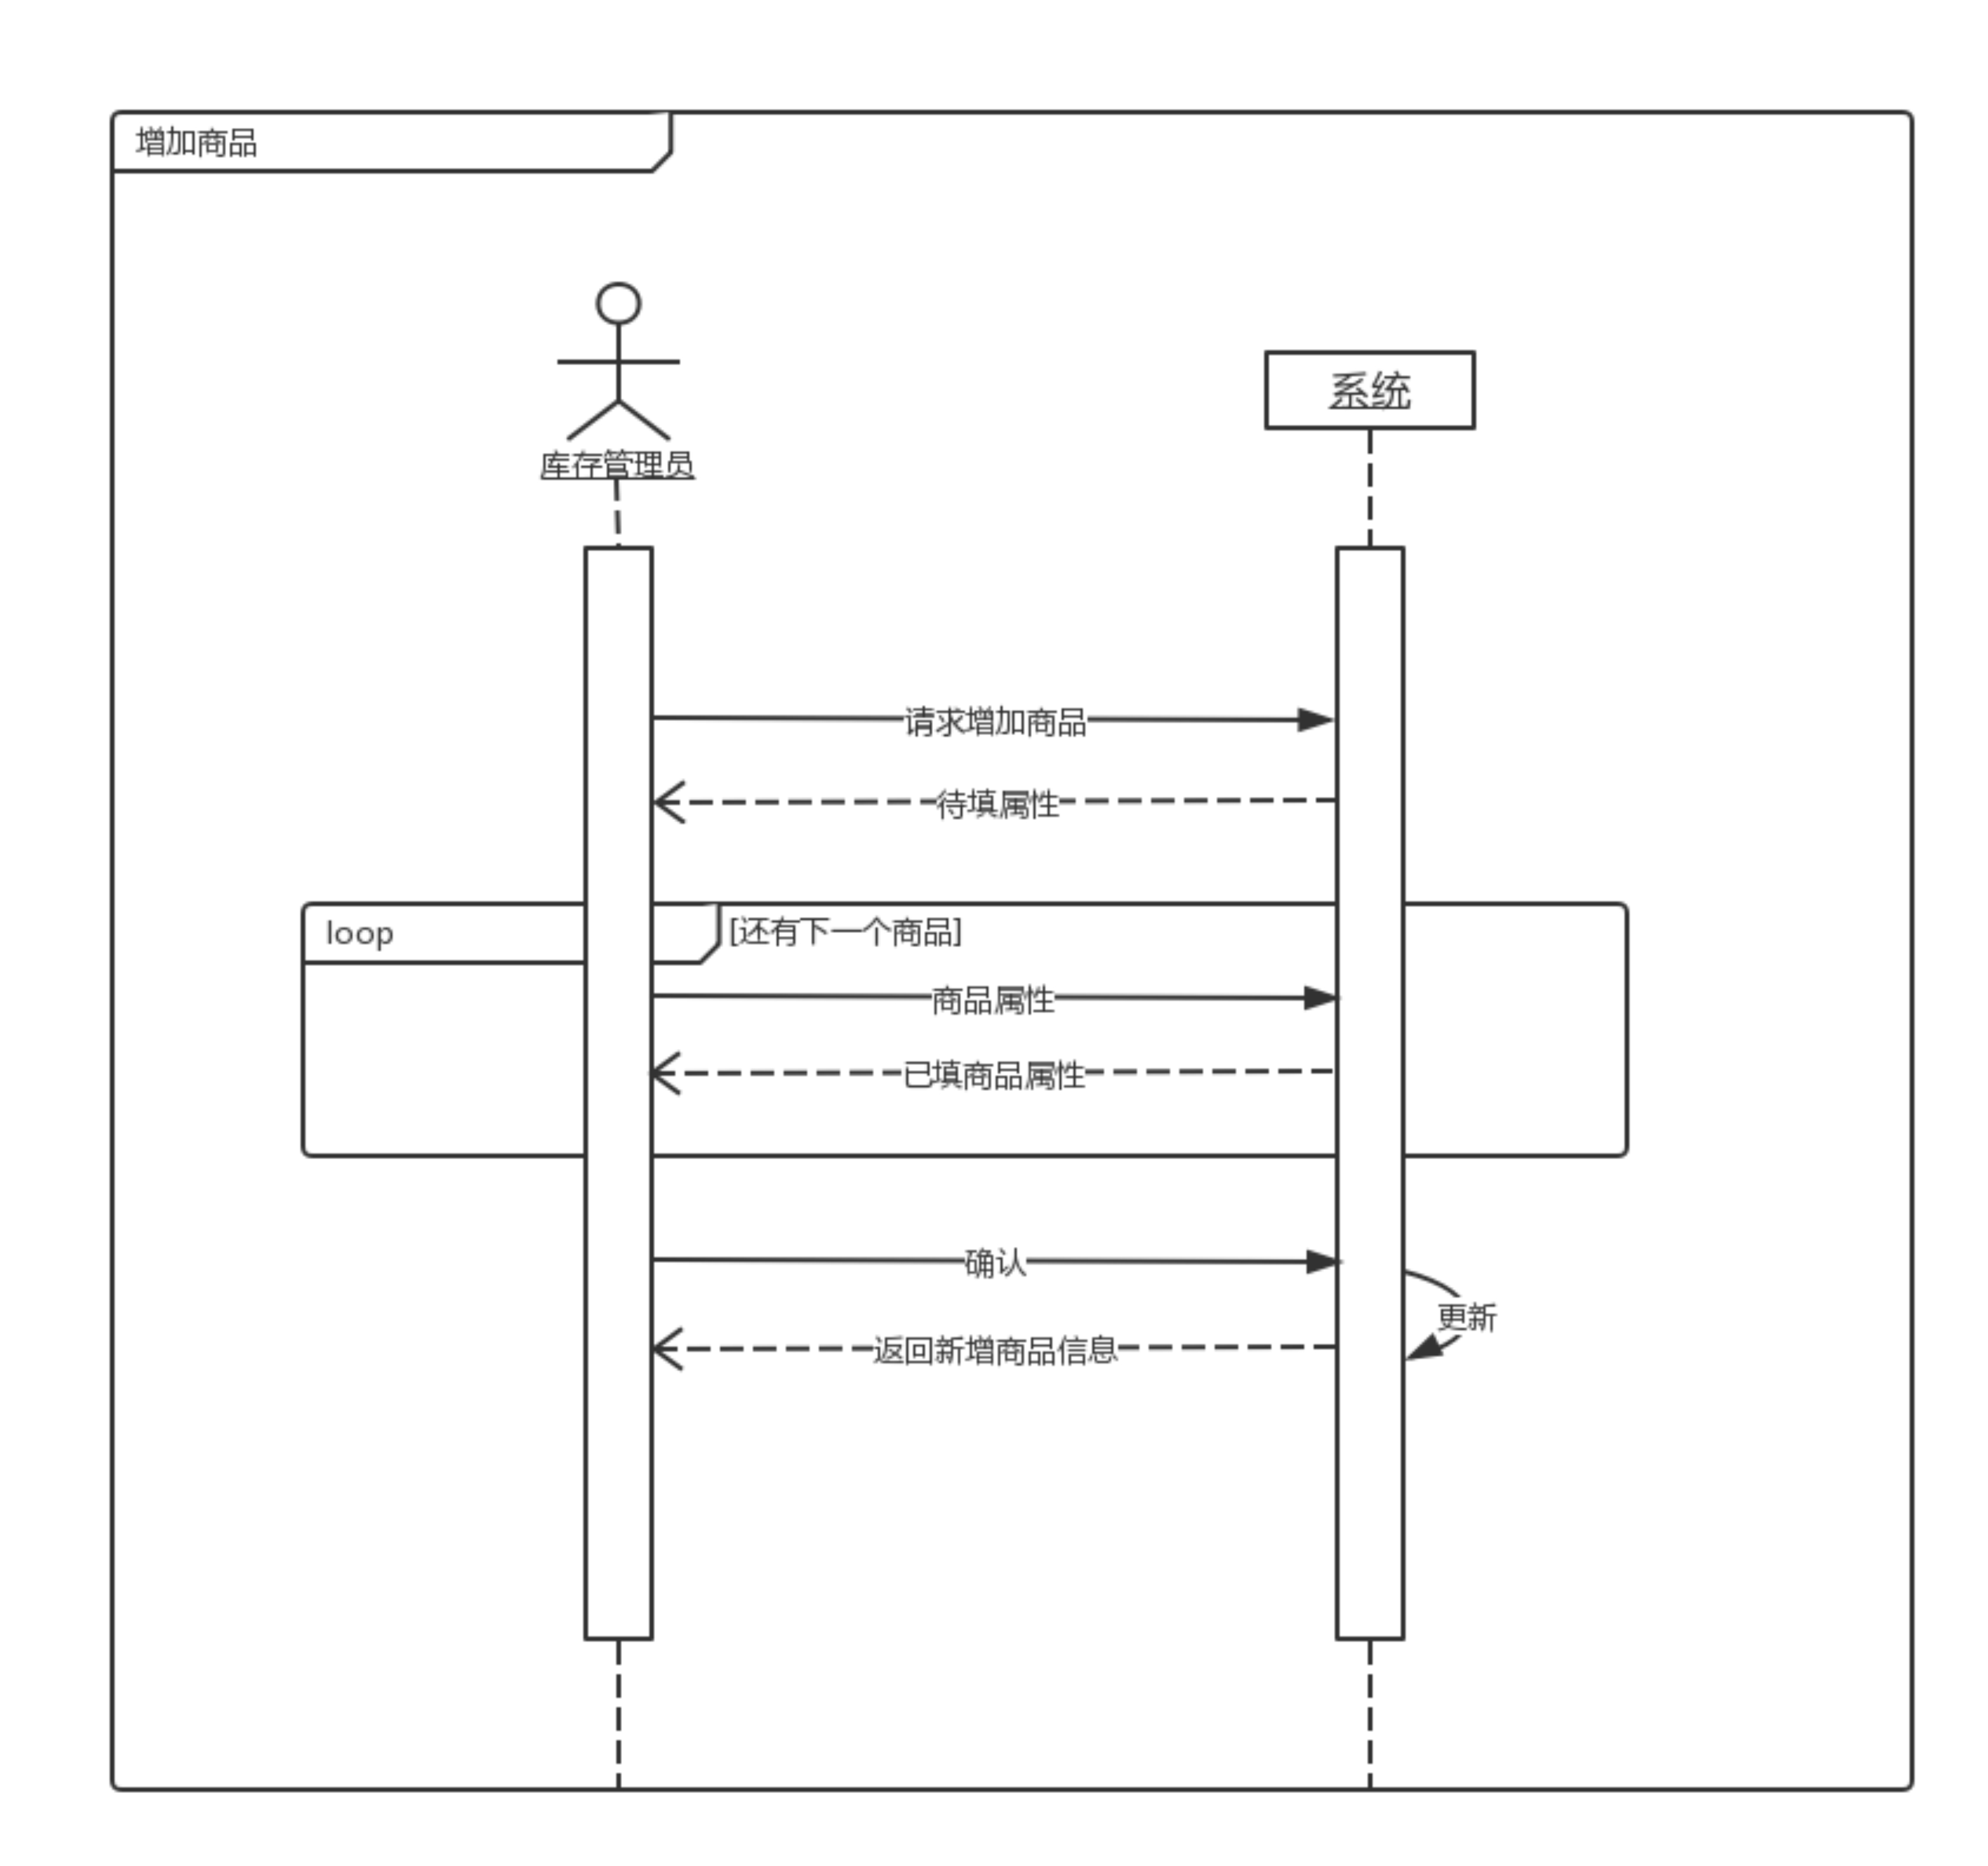 增加商品
系统
库存管理员
请求增加商品
待填属性
loop
[还有下一个商品]
商品属性
已填商品属性
确认
更新
返回新增商品信息